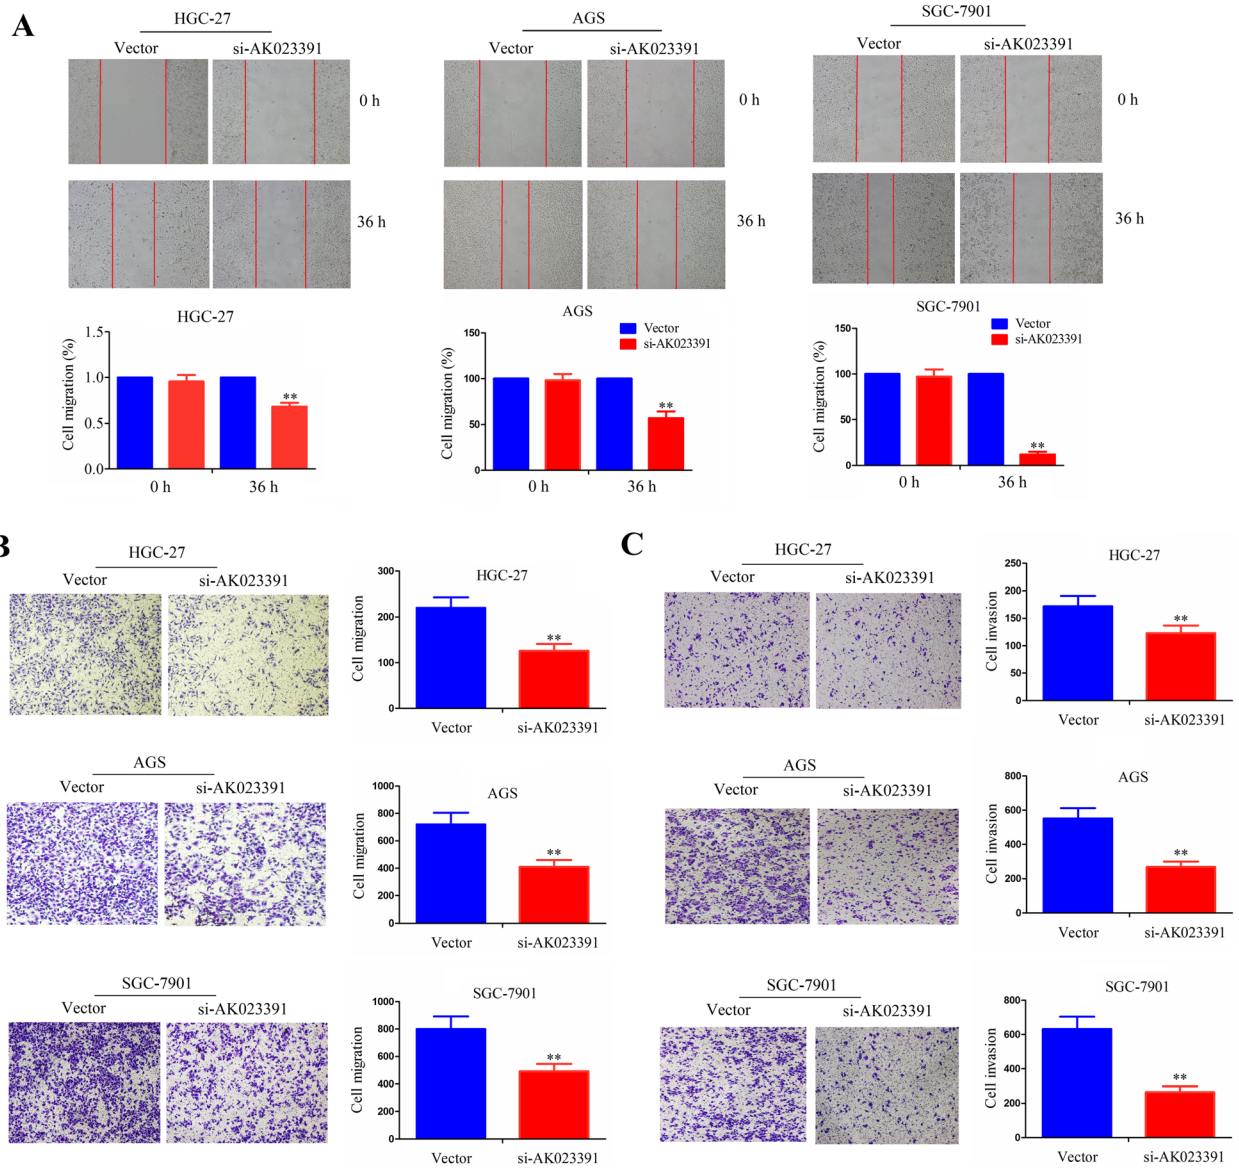 A
HGC-27
Vector si-AK023391
0 h
36 h
AGS
Vector si-AK023391
0 h
36 h
SGC-7901
Vector si-AK023391
0 h
36 h
HGC-27
Cell migration (%)
1.5
1.0
0.5
0.0
**
0 h 36 h
AGS
Vector
si-AK023391
Cell migration (%)
150
100
50
0
**
0 h 36 h
SGC-7901
Vector
si-AK023391
Cell migration (%)
150
100
50
0
**
0 h 36 h
B
HGC-27
Vector si-AK023391
HGC-27
Cell migration
300
200
100
0
**
Vector si-AK023391
AGS
Vector si-AK023391
AGS
Cell migration
1000
800
600
400
200
0
**
Vector si-AK023391
SGC-7901
Vector si-AK023391
SGC-7901
Cell migration
1000
800
600
400
200
0
**
Vector si-AK023391
C
HGC-27
Vector si-AK023391
HGC-27
Cell invasion
250
200
150
100
50
0
**
Vector si-AK023391
AGS
Vector si-AK023391
AGS
Cell invasion
800
600
400
200
0
**
Vector si-AK023391
SGC-7901
Vector si-AK023391
SGC-7901
Cell invasion
800
600
400
200
0
**
Vector si-AK023391